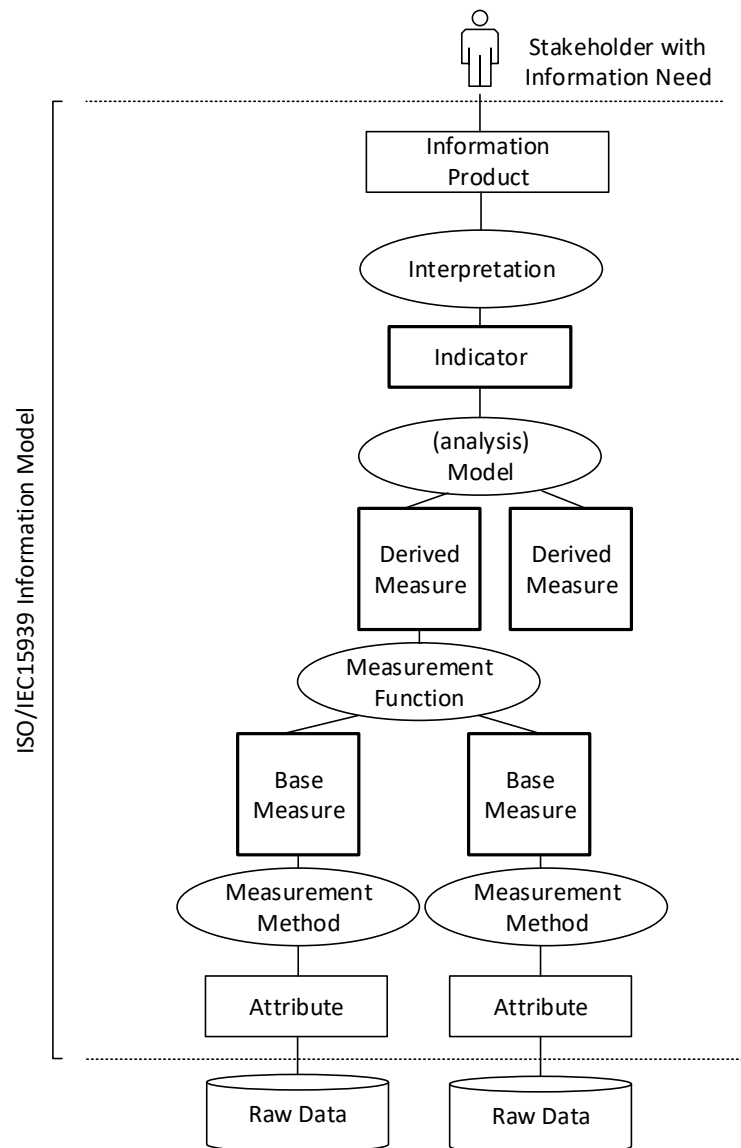 Stakeholder with
Information Need
ISO/IEC15939 Information Model
Information
Product
Interpretation
Indicator
(analysis)
Model
Derived
Measure
Derived
Measure
Measurement
Function
Base
Measure
Base
Measure
Measurement
Method
Measurement
Method
Attribute
Attribute
Raw Data
Raw Data